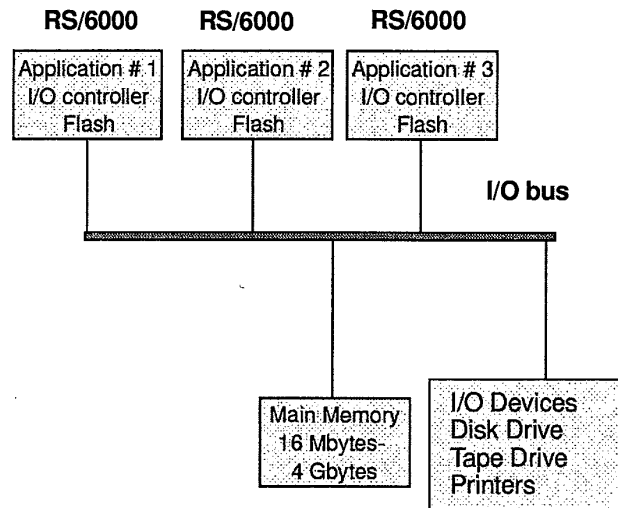 RS/6000 RS/6000 RS/6000
Application # 1
I/O controller
Flash
Application # 2
I/O controller
Flash
Application # 3
I/O controller
Flash
I/O bus
Main Memory
16 Mbytes-
4 Gbytes
I/O Devices
Disk Drive
Tape Drive
Printers